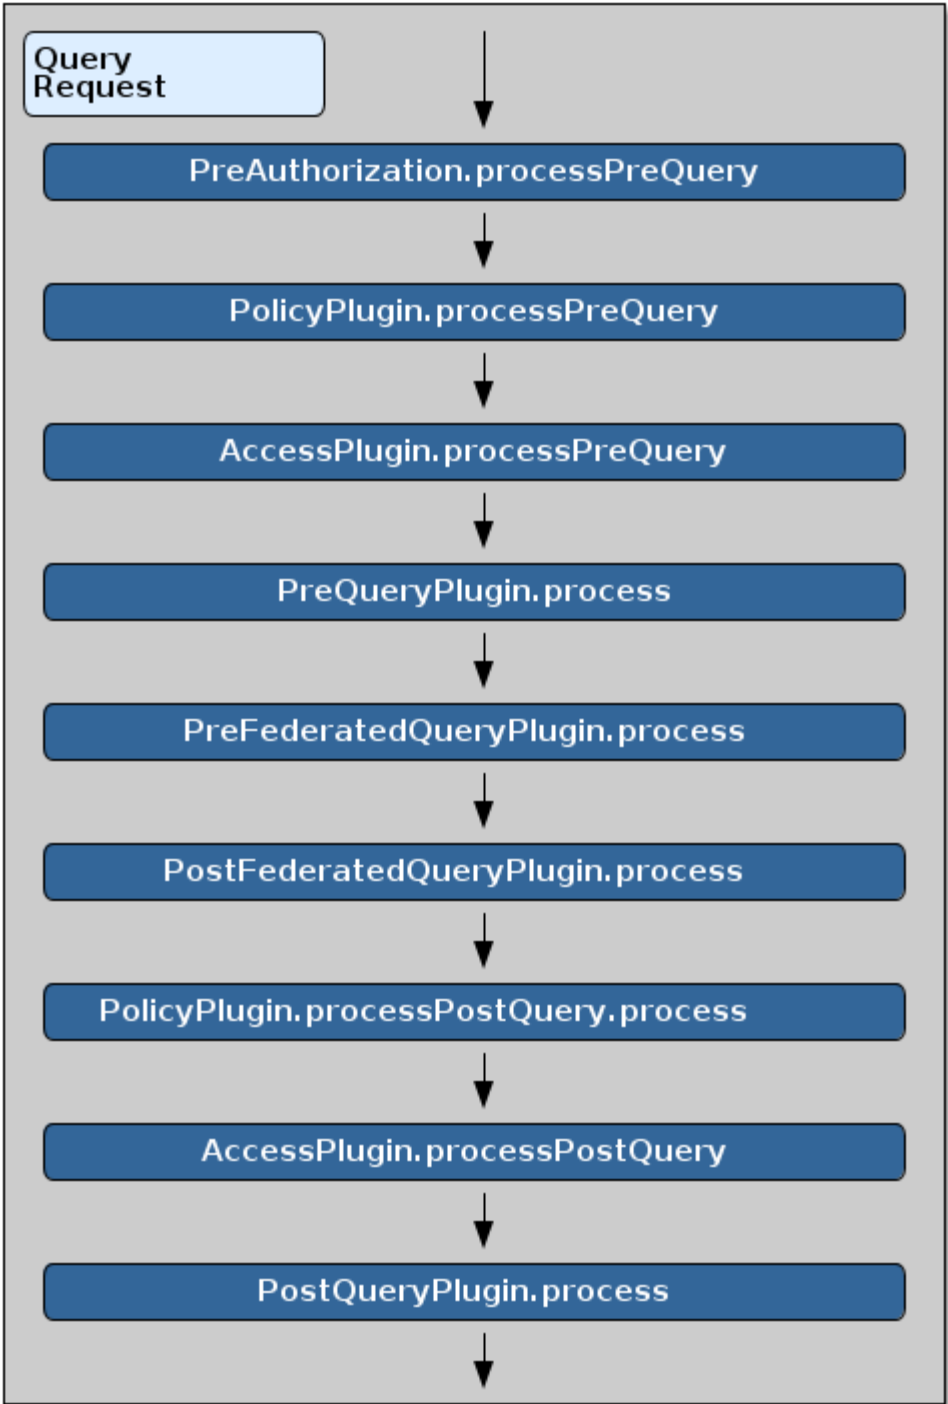 Query
Request
PreAuthorization.processPreQuery
PolicyPlugin.processPreQuery
AccessPlugin.processPreQuery
PreQueryPlugin.process
PreFederatedQueryPlugin.process
PostFederatedQueryPlugin.process
PolicyPlugin.processPostQuery.process
AccessPlugin.processPostQuery
PostQueryPlugin.process